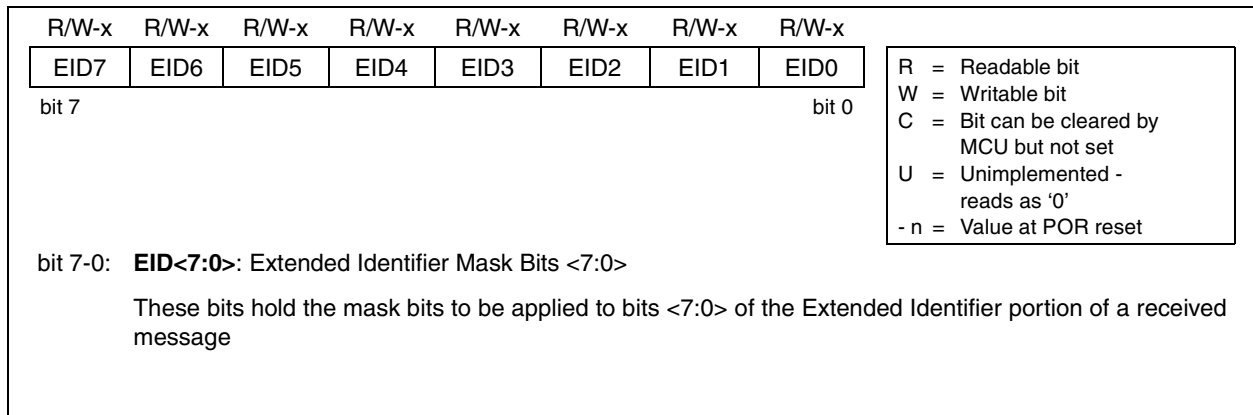 R/W-x R/W-x R/W-x R/W-x R/W-x R/W-x R/W-x R/W-x
EID7 EID6 EID5 EID4 EID3 EID2 EID1 EID0
bit 7 bit 0
R = Readable bit
W = Writable bit
C = Bit can be cleared by
MCU but not set
U = Unimplemented -
reads as ‘0’
- n = Value at POR reset
bit 7-0: EID<7:0>: Extended Identifier Mask Bits <7:0>
These bits hold the mask bits to be applied to bits <7:0> of the Extended Identifier portion of a received
message